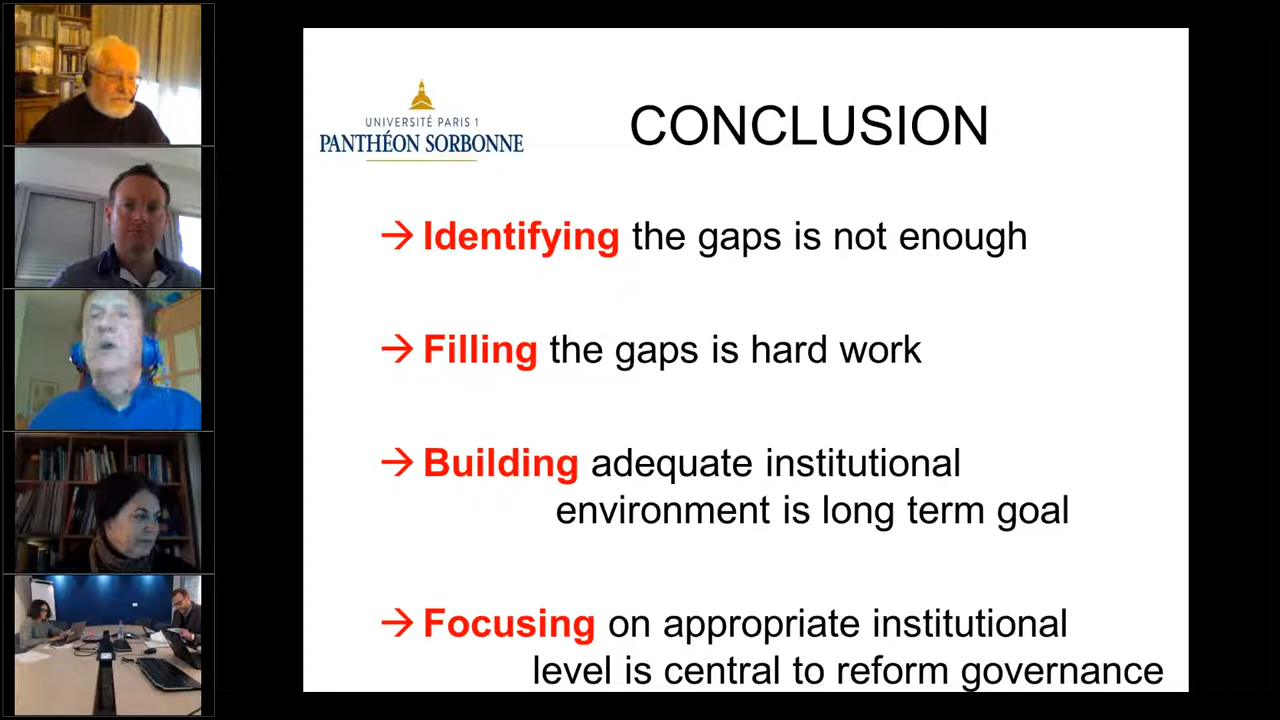 UNIVERSITÉ PARIS 1
PANTHÉON SORBONNE
CONCLUSION
→ Identifying the gaps is not enough
→ Filling the gaps is hard work
→ Building adequate institutional
environment is long term goal
→ Focusing on appropriate institutional
level is central to reform governance